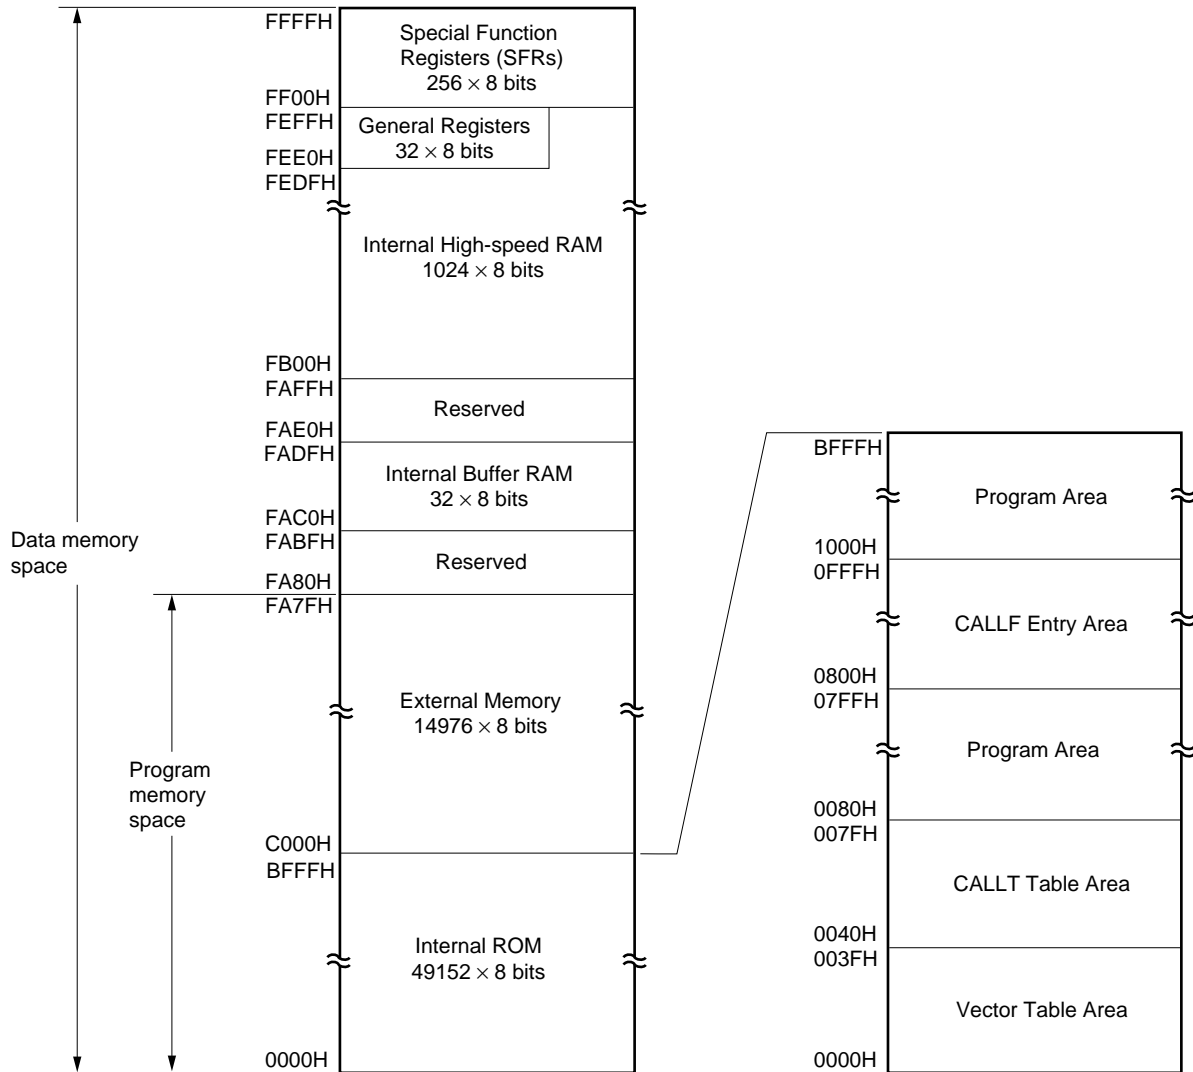 FFFFH
Special Function
Registers (SFRs)
256 × 8 bits
FF00H
FEFFH
General Registers
32 × 8 bits
FEE0H
FEDFH
Internal High-speed RAM
1024 × 8 bits
FB00H
FAFFH
Reserved
FAE0H
FADFH
Internal Buffer RAM
32 × 8 bits
FAC0H
FABFH
Reserved
FA80H
FA7FH
Data memory
space
External Memory
14976 × 8 bits
Program
memory
space
C000H
BFFFH
Internal ROM
49152 × 8 bits
0000H
BFFFH
Program Area
1000H
0FFFH
CALLF Entry Area
0800H
07FFH
Program Area
0080H
007FH
CALLT Table Area
0040H
003FH
Vector Table Area
0000H